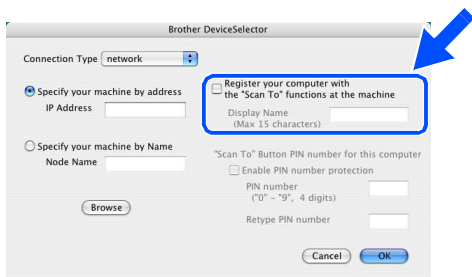 Brother DeviceSelector
Connection Type network
Specify your machine by address
IP Address
Specify your machine by Name
Node Name
Browse
Register your computer with
the "Scan To" functions at the machine
Display Name
(Max 15 characters)
"Scan To" Button PIN number for this computer
Enable PIN number protection
PIN number
("0" - "9", 4 digits)
Retype PIN number
Cancel OK